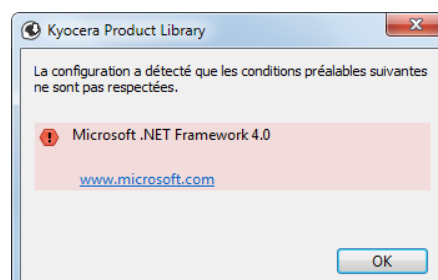 Kyocera Product Library
La configuration a détecté que les conditions préalables suivantes
ne sont pas respectées.
Microsoft .NET Framework 4.0
www.microsoft.com
OK